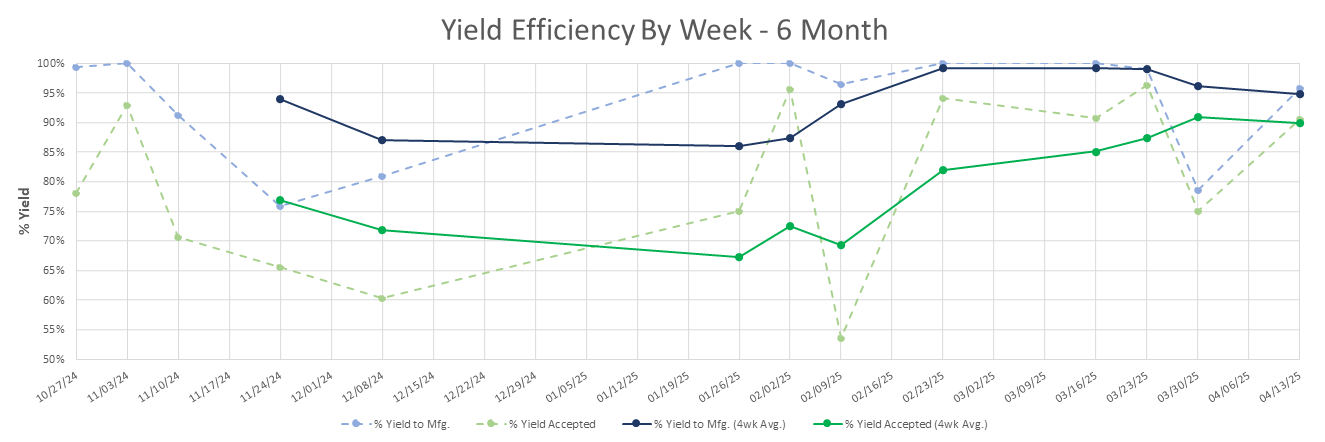 Yield Efficiency By Week - 6 Month
100%
95%
90%
85%
80%
75%
70%
65%
60%
55%
50%
% Yield
10/27/24 11/03/24 11/10/24 11/17/24 11/24/24 12/01/24 12/08/24 12/15/24 12/22/24 12/29/24 01/05/25 01/12/25 01/19/25 01/26/25 02/02/25 02/09/25 02/16/25 02/23/25 03/02/25 03/09/25 03/16/25 03/23/25 03/30/25 04/06/25 04/13/25
% Yield to Mfg. % Yield Accepted % Yield to Mfg. (4wk Avg.) % Yield Accepted (4wk Avg.)